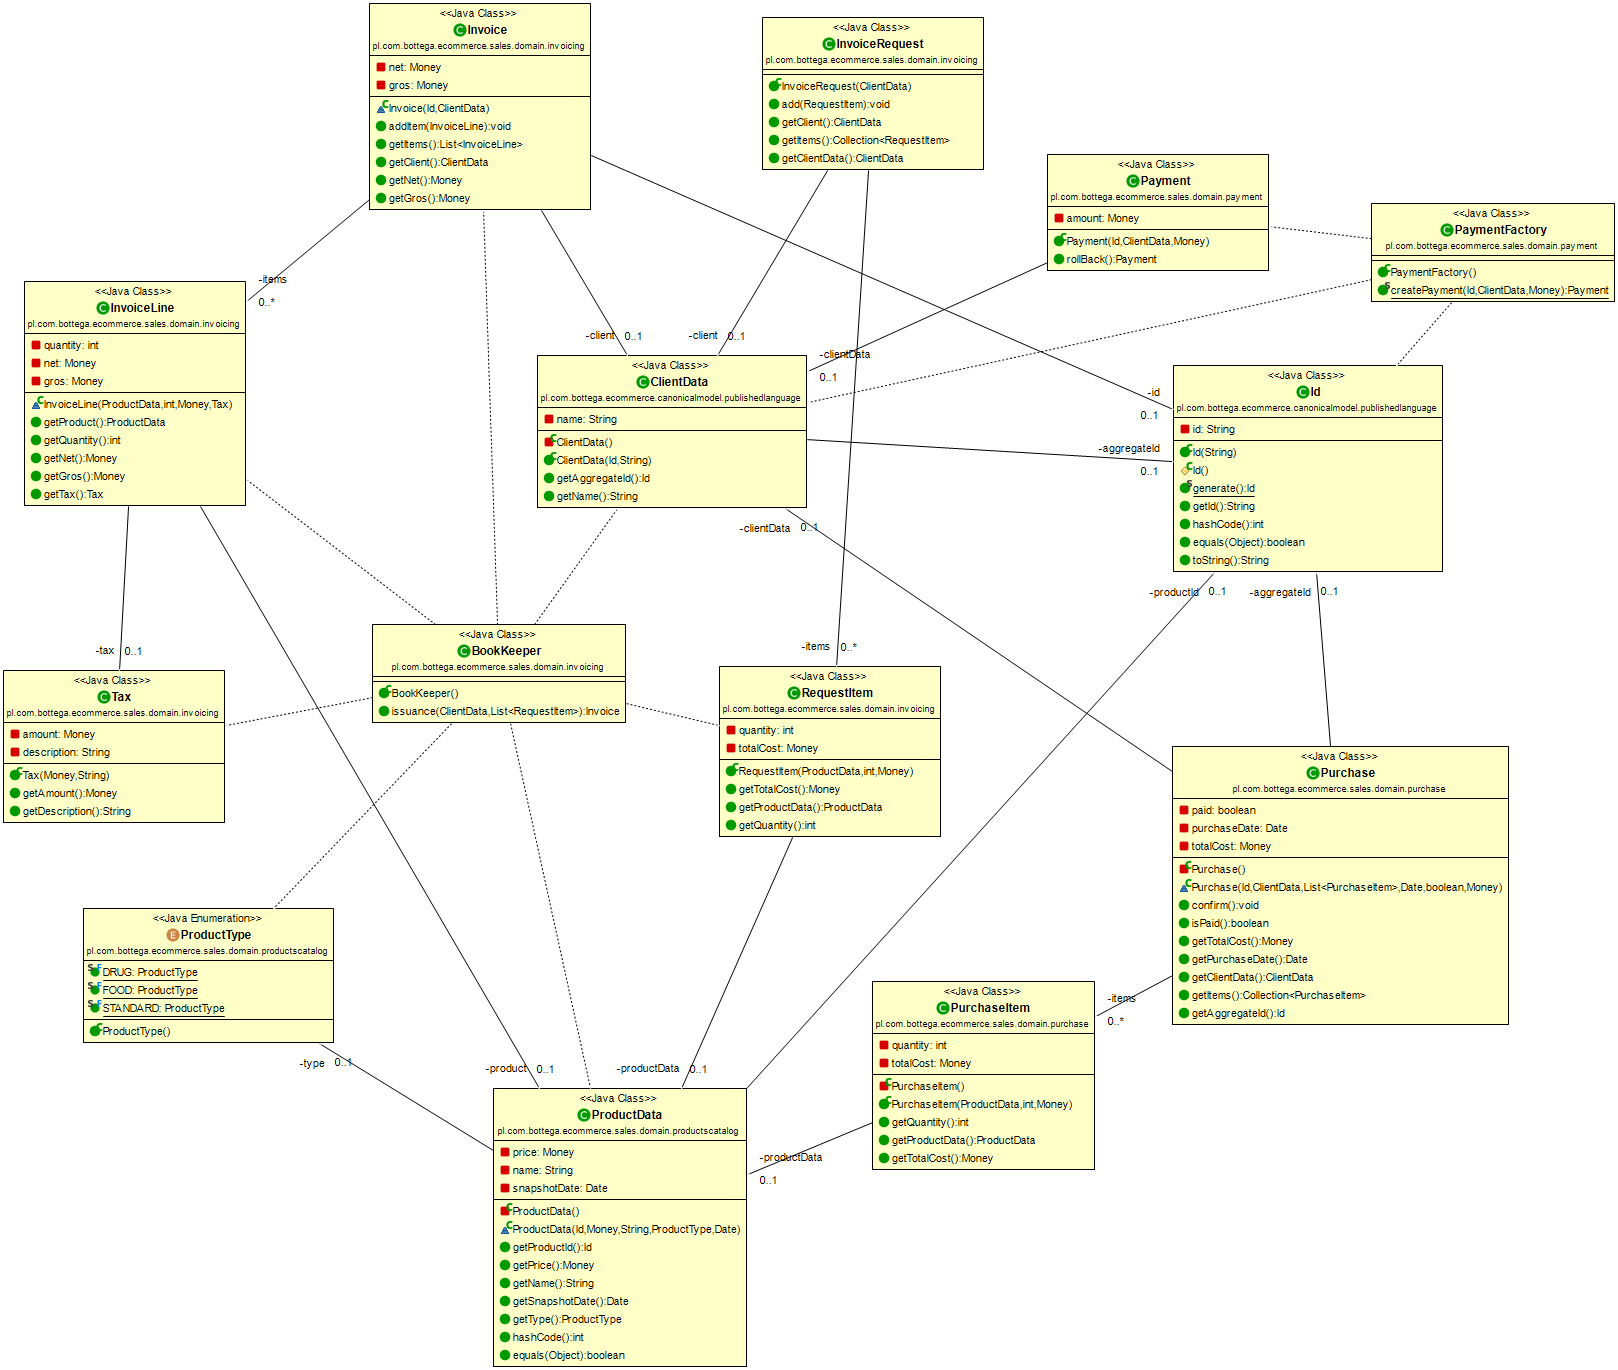 <<Java Class>>
Invoice
pl.com.bottega.ecommerce.sales.domain.invoicing
net: Money
gros: Money
Invoice(Id,ClientData)
addItem(InvoiceLine):void
getItems():List<InvoiceLine>
getClient():ClientData
getNet():Money
getGros():Money
<<Java Class>>
InvoiceRequest
pl.com.bottega.ecommerce.sales.domain.invoicing
InvoiceRequest(ClientData)
add(RequestItem):void
getClient():ClientData
getItems():Collection<RequestItem>
getClientData():ClientData
<<Java Class>>
Payment
pl.com.bottega.ecommerce.sales.domain.payment
amount: Money
Payment(Id,ClientData,Money)
rollBack():Payment
<<Java Class>>
PaymentFactory
pl.com.bottega.ecommerce.sales.domain.payment
PaymentFactory()
createPayment(Id,ClientData,Money):Payment
-items
0..*
<<Java Class>>
InvoiceLine
pl.com.bottega.ecommerce.sales.domain.invoicing
quantity: int
net: Money
gros: Money
InvoiceLine(ProductData,int,Money,Tax)
getProduct():ProductData
getQuantity():int
getNet():Money
getGros():Money
getTax():Tax
-client 0..1
-client 0..1
-clientData
0..1
<<Java Class>>
ClientData
pl.com.bottega.ecommerce.canonicalmodel.publishedlanguage
name: String
ClientData()
ClientData(Id,String)
getAggregateId():Id
getName():String
-id
0..1
-aggregateId
0..1
<<Java Class>>
Id
pl.com.bottega.ecommerce.canonicalmodel.publishedlanguage
id: String
Id(String)
Id()
generate():Id
getId():String
hashCode():int
equals(Object):boolean
toString():String
-clientData 0..1
-productId 0..1
-aggregateId 0..1
-tax 0..1
<<Java Class>>
BookKeeper
pl.com.bottega.ecommerce.sales.domain.invoicing
BookKeeper()
issuance(ClientData,List<RequestItem>):Invoice
-items 0..*
<<Java Class>>
Tax
pl.com.bottega.ecommerce.sales.domain.invoicing
amount: Money
description: String
Tax(Money,String)
getAmount():Money
getDescription():String
<<Java Class>>
RequestItem
pl.com.bottega.ecommerce.sales.domain.invoicing
quantity: int
totalCost: Money
RequestItem(ProductData,int,Money)
getTotalCost():Money
getProductData():ProductData
getQuantity():int
<<Java Class>>
Purchase
pl.com.bottega.ecommerce.sales.domain.purchase
paid: boolean
purchaseDate: Date
totalCost: Money
Purchase()
Purchase(Id,ClientData,List<PurchaseItem>,Date,boolean,Money)
confirm():void
isPaid():boolean
getTotalCost():Money
getPurchaseDate():Date
getClientData():ClientData
getItems():Collection<PurchaseItem>
getAggregateId():Id
<<Java Enumeration>>
ProductType
pl.com.bottega.ecommerce.sales.domain.productscatalog
DRUG: ProductType
FOOD: ProductType
STANDARD: ProductType
ProductType()
-items
0..*
<<Java Class>>
PurchaseItem
pl.com.bottega.ecommerce.sales.domain.purchase
quantity: int
totalCost: Money
PurchaseItem()
PurchaseItem(ProductData,int,Money)
getQuantity():int
getProductData():ProductData
getTotalCost():Money
-type 0..1
-product 0..1
-productData 0..1
-productData
0..1
<<Java Class>>
ProductData
pl.com.bottega.ecommerce.sales.domain.productscatalog
price: Money
name: String
snapshotDate: Date
ProductData()
ProductData(Id,Money,String,ProductType,Date)
getProductId():Id
getPrice():Money
getName():String
getSnapshotDate():Date
getType():ProductType
hashCode():int
equals(Object):boolean